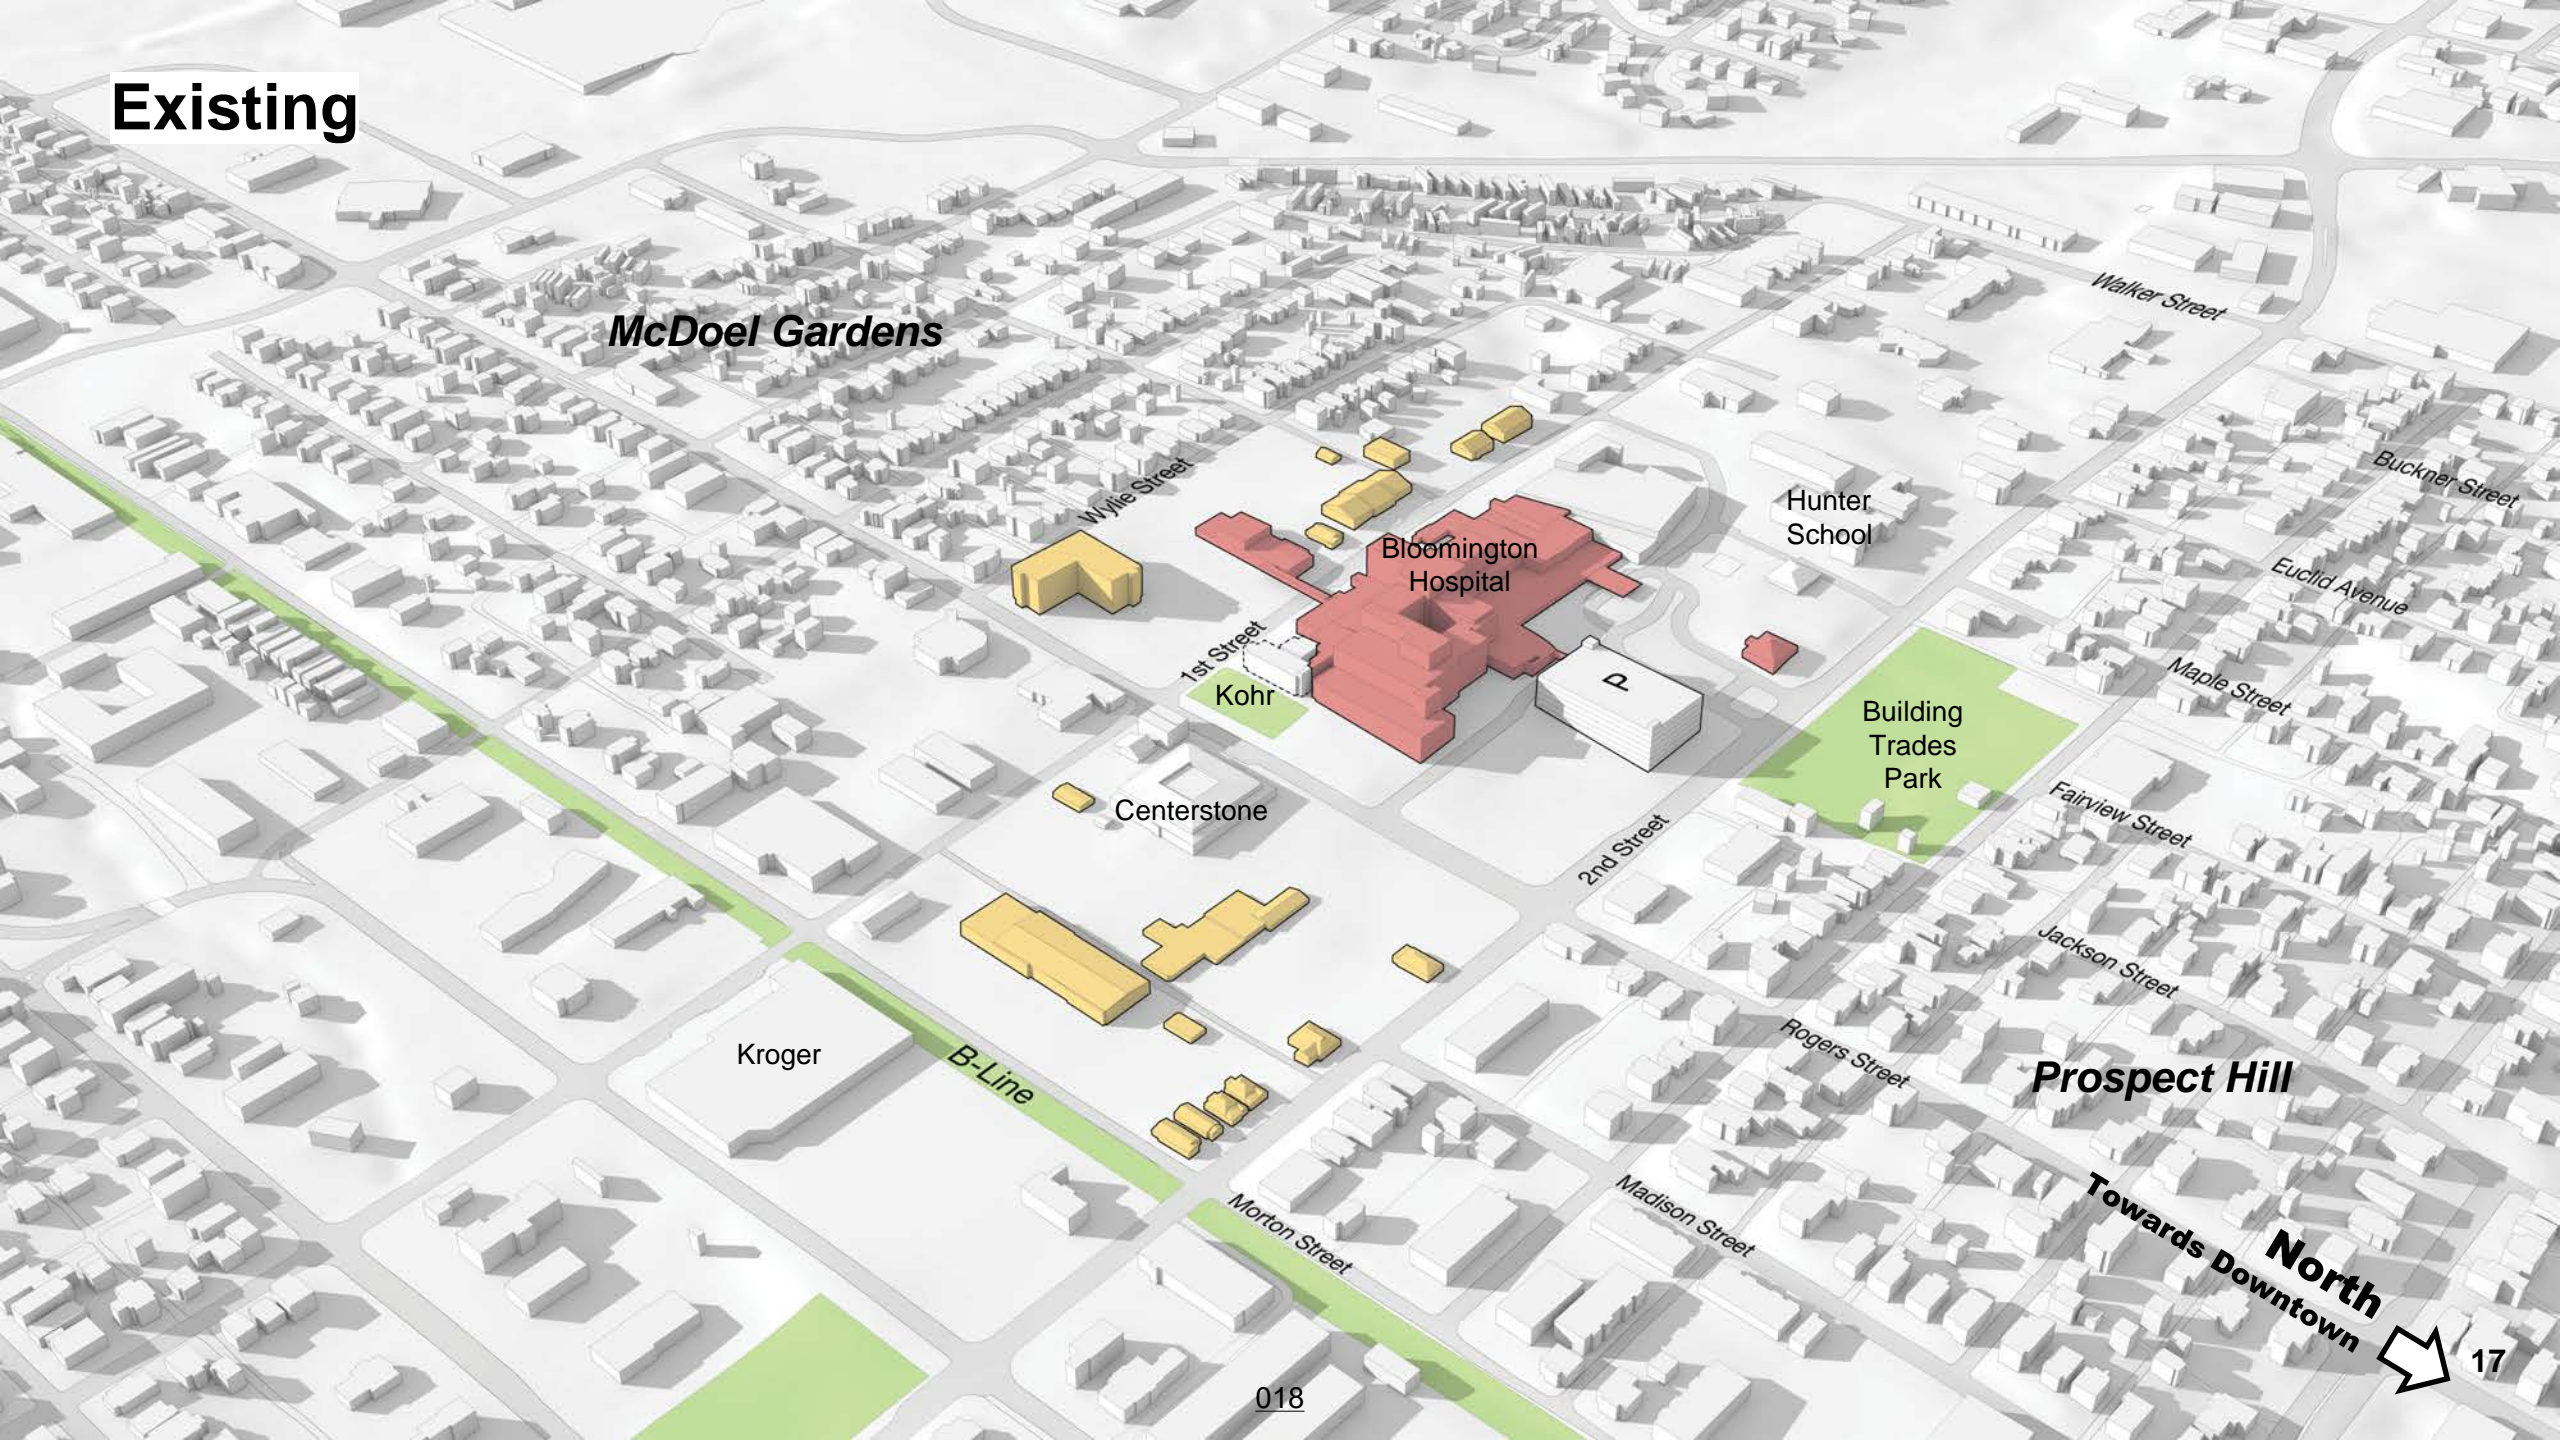 Existing
Walker Street
McDoel Gardens
Buckner Street
Wylie Street
Hunter
School
Bloomington
Hospital
Euclid Avenue
1st Street
Kohr
P
Maple Street
Building
Trades
Park
Centerstone
Fairview Street
2nd Street
Jackson Street
Kroger
B-Line
Rogers Street
Prospect Hill
Morton Street
Madison Street
North
Towards Downtown
17
018